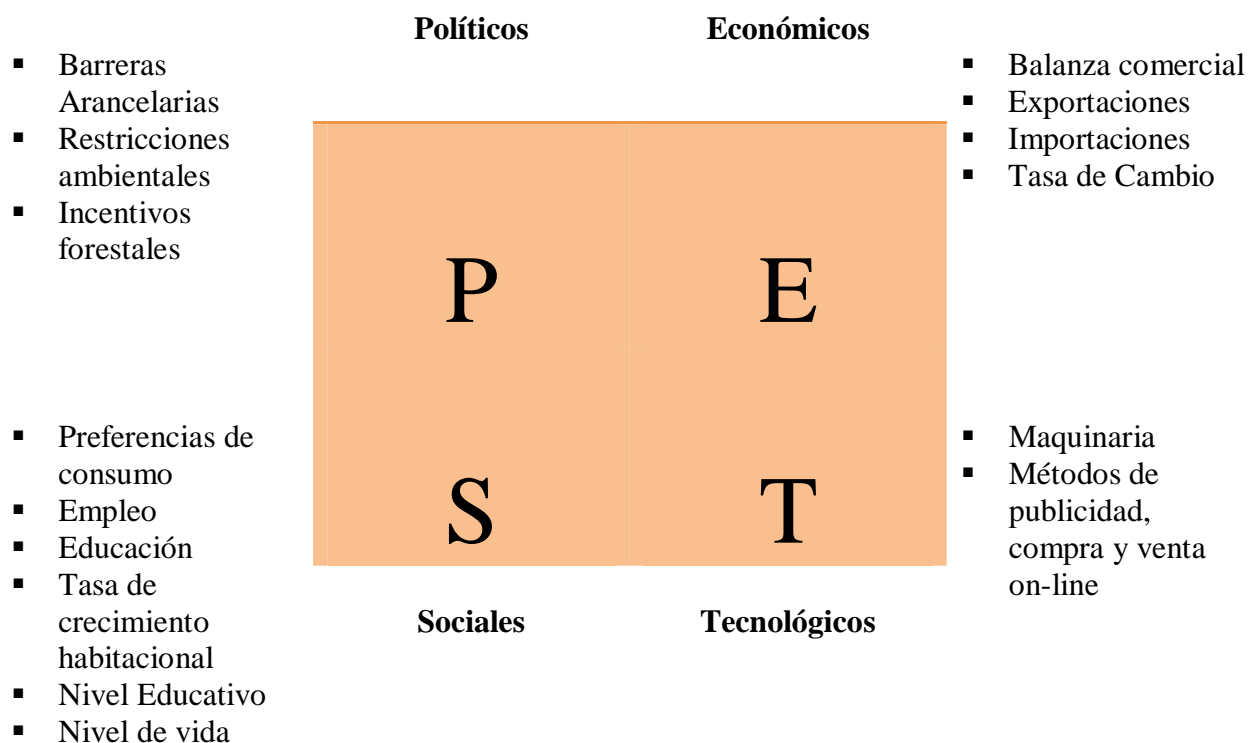 Políticos
Económicos
▪ Barreras
Arancelarias
▪ Restricciones
ambientales
▪ Incentivos
forestales
▪ Balanza comercial
▪ Exportaciones
▪ Importaciones
▪ Tasa de Cambio
P
E
▪ Preferencias de
consumo
▪ Empleo
▪ Educación
▪ Tasa de
crecimiento
habitacional
▪ Nivel Educativo
▪ Nivel de vida
S
T
▪ Maquinaria
▪ Métodos de
publicidad,
compra y venta
on-line
Sociales
Tecnológicos